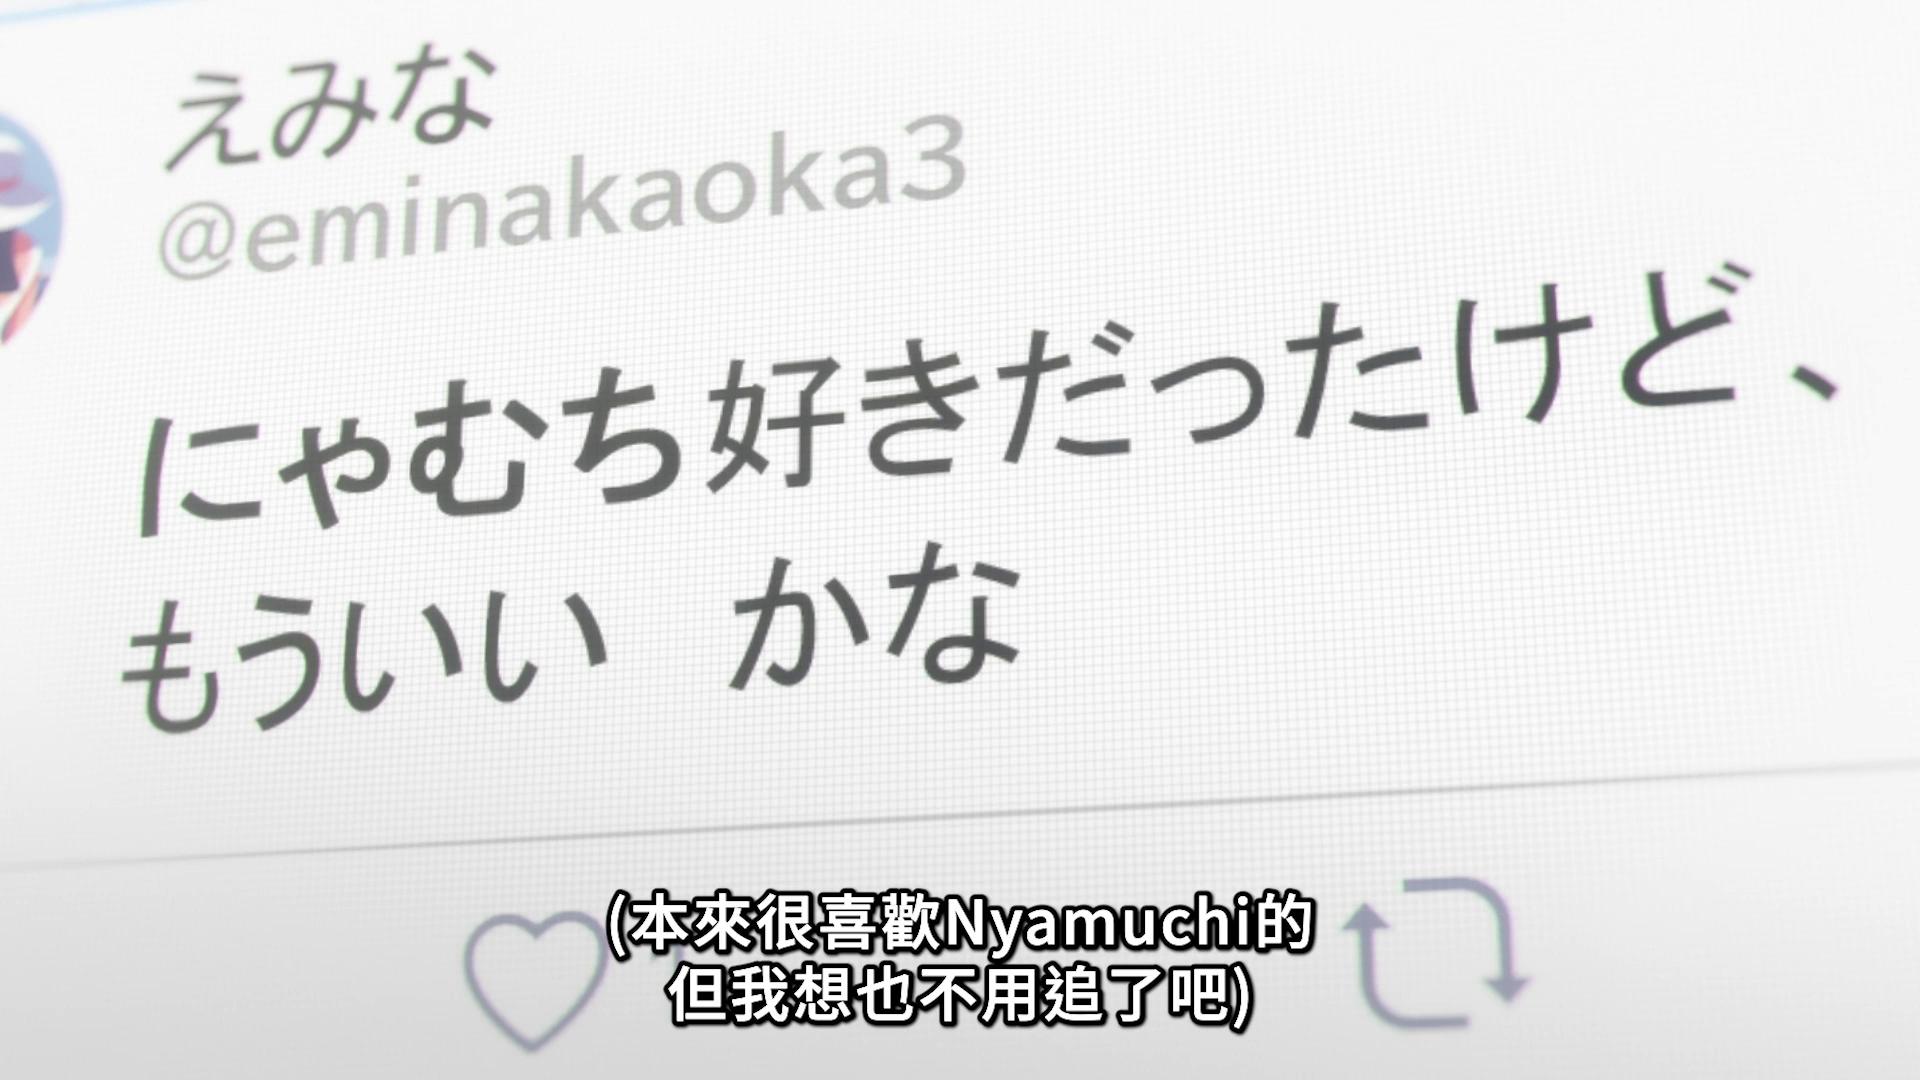 えみな
@eminakaoka3
にゃむち好きだったけど、
もういい　かな
(本來很喜歡Nyamuchi的
但我想也不用追了吧)